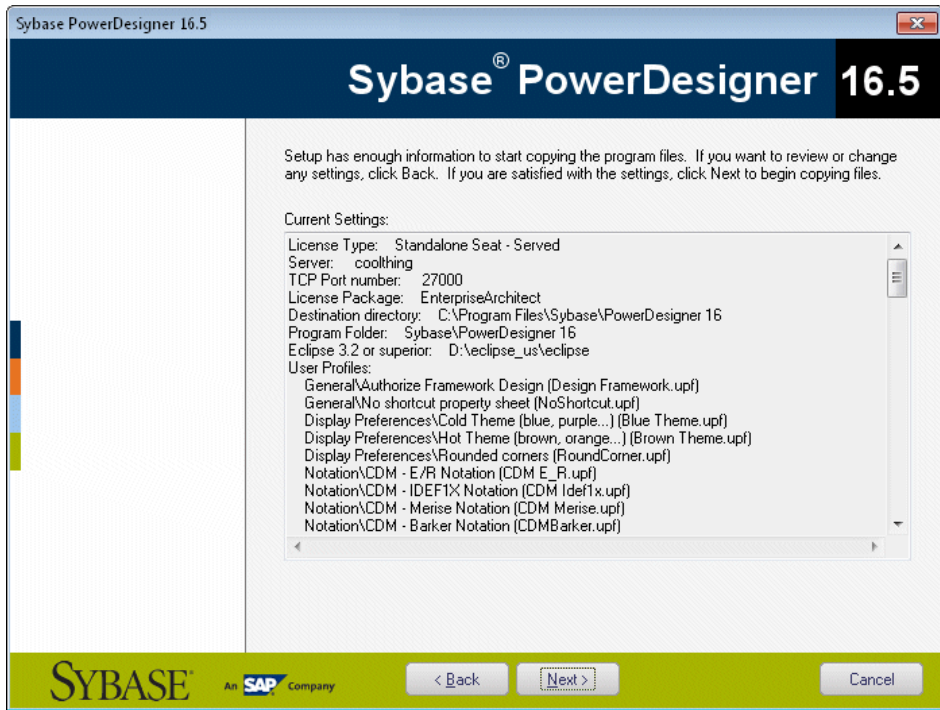 Sybase PowerDesigner 16.5
Sybase® PowerDesigner 16.5
Setup has enough information to start copying the program files. If you want to review or change
any settings, click Back. If you are satisfied with the settings, click Next to begin copying files.
Current Settings:
License Type: Standalone Seat - Served
Server: coolthing
TCP Port number: 27000
License Package: EnterpriseArchitect
Destination directory: C:\Program Files\Sybase\PowerDesigner 16
Program Folder: Sybase\PowerDesigner 16
Eclipse 3.2 or superior: D:\eclipse_us\eclipse
User Profiles:
General\Authorize Framework Design (Design Framework.upf)
General\No shortcut property sheet (NoShortcut.upf)
Display Preferences\Cold Theme (blue, purple...) (Blue Theme.upf)
Display Preferences\Hot Theme (brown, orange...) (Brown Theme.upf)
Display Preferences\Rounded corners (RoundCorner.upf)
Notation\CDM - E/R Notation (CDM E_R.upf)
Notation\CDM - IDEF1X Notation (CDM Idef1x.upf)
Notation\CDM - Merise Notation (CDM Merise.upf)
Notation\CDM - Barker Notation (CDMBarker.upf)
SYBASE An SAP Company
< Back Next > Cancel